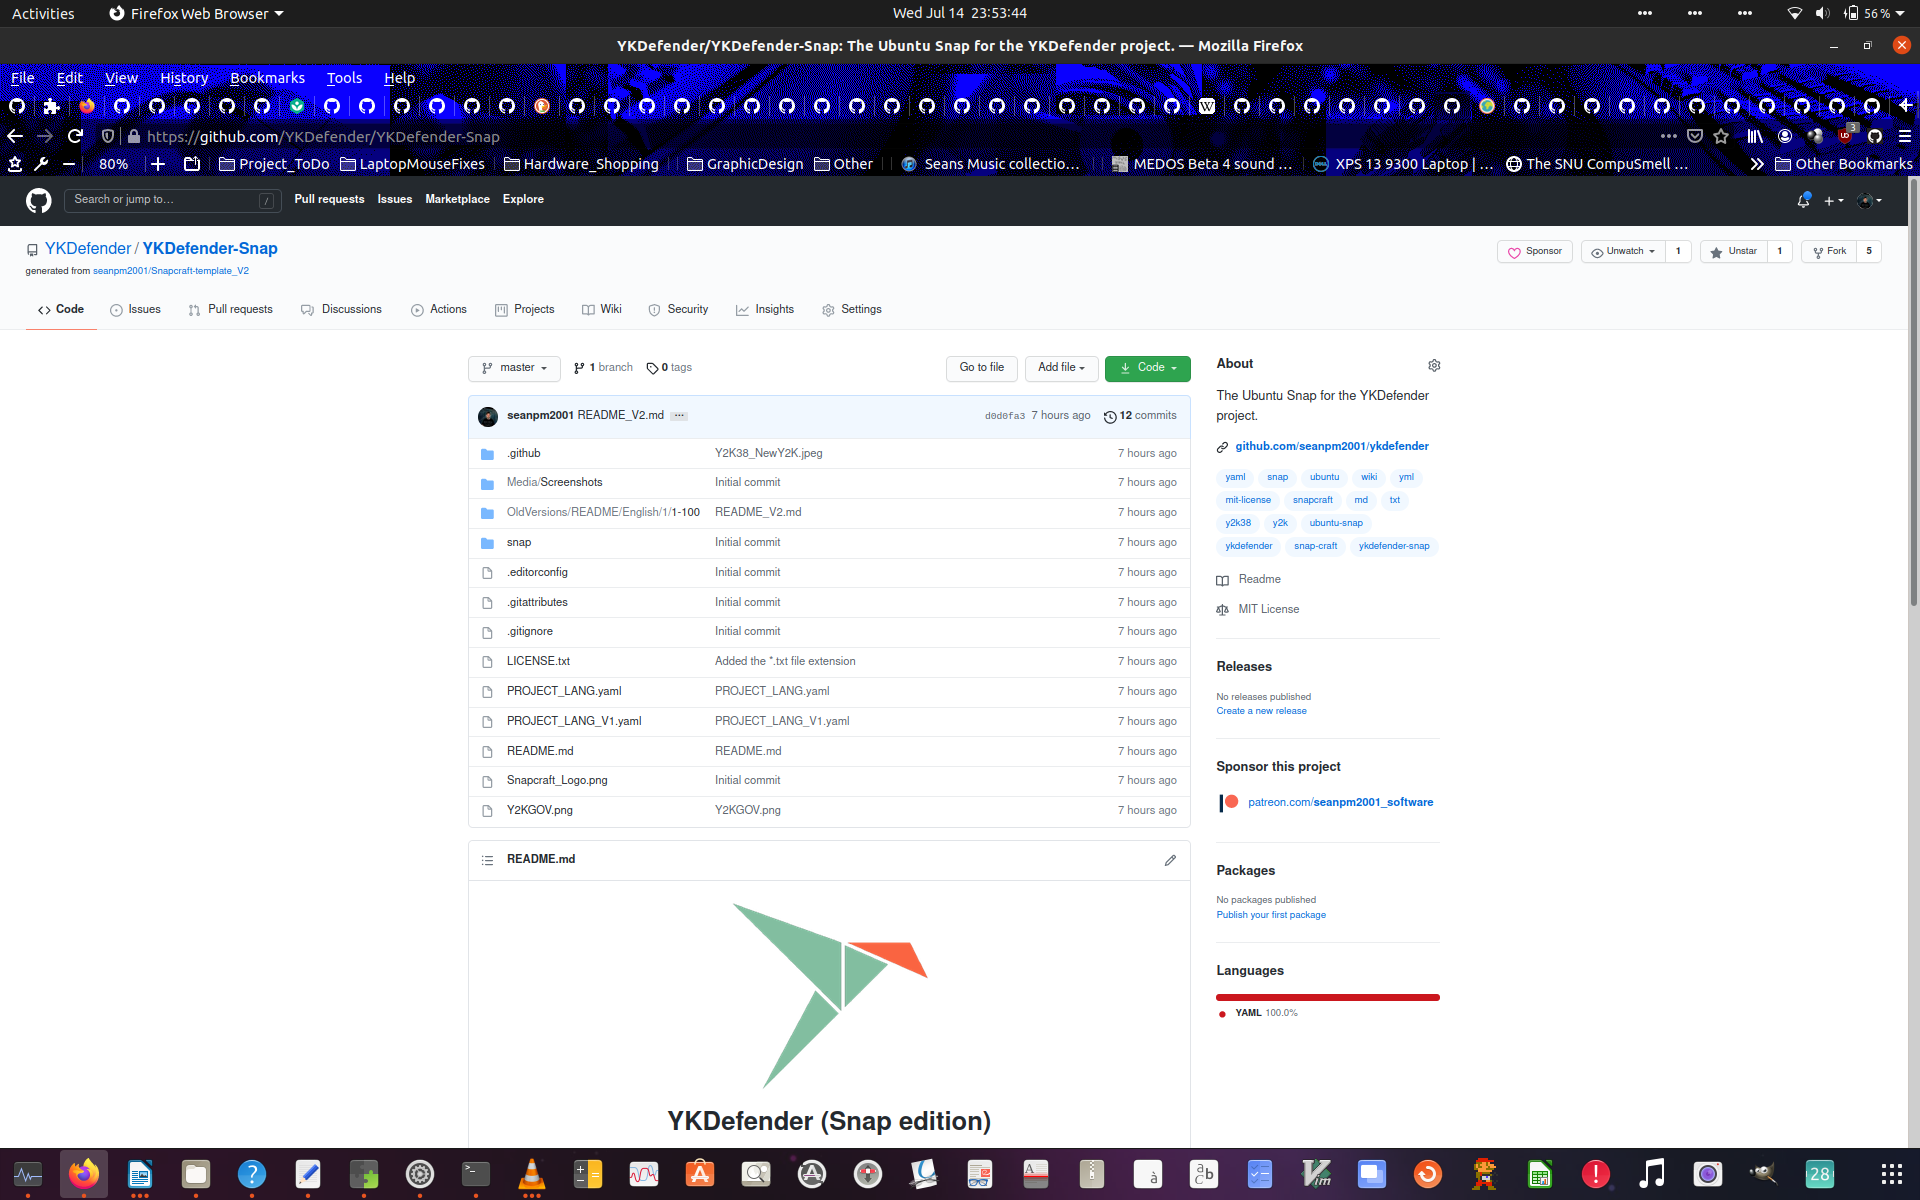 Activities Firefox Web Browser Wed Jul 14 23:53:44 56 %
YKDefender/YKDefender-Snap: The Ubuntu Snap for the YKDefender project. — Mozilla Firefox
File Edit View History Bookmarks Tools Help
https://github.com/YKDefender/YKDefender-Snap 3
80% Project_ToDo LaptopMouseFixes Hardware_Shopping GraphicDesign Other Seans Music collectio… MEDOS Beta 4 sound … XPS 13 9300 Laptop | … The SNU CompuSmell … Other Bookmarks
Search or jump to… / Pull requests Issues Marketplace Explore
YKDefender / YKDefender-Snap Sponsor Unwatch 1 Unstar 1 Fork 5
generated from seanpm2001/Snapcraft-template_V2
Code Issues Pull requests Discussions Actions Projects Wiki Security Insights Settings
master 1 branch 0 tags Go to file Add file Code
seanpm2001 README_V2.md … d0d0fa3 7 hours ago 12 commits
.github Y2K38_NewY2K.jpeg 7 hours ago
Media/Screenshots Initial commit 7 hours ago
OldVersions/README/English/1/1-100 README_V2.md 7 hours ago
snap Initial commit 7 hours ago
.editorconfig Initial commit 7 hours ago
.gitattributes Initial commit 7 hours ago
.gitignore Initial commit 7 hours ago
LICENSE.txt Added the *.txt file extension 7 hours ago
PROJECT_LANG.yaml PROJECT_LANG.yaml 7 hours ago
PROJECT_LANG_V1.yaml PROJECT_LANG_V1.yaml 7 hours ago
README.md README.md 7 hours ago
Snapcraft_Logo.png Initial commit 7 hours ago
Y2KGOV.png Y2KGOV.png 7 hours ago
README.md
YKDefender (Snap edition)
About
The Ubuntu Snap for the YKDefender
project.
github.com/seanpm2001/ykdefender
yaml snap ubuntu wiki yml
mit-license snapcraft md txt
y2k38 y2k ubuntu-snap
ykdefender snap-craft ykdefender-snap
Readme
MIT License
Releases
No releases published
Create a new release
Sponsor this project
patreon.com/seanpm2001_software
Packages
No packages published
Publish your first package
Languages
YAML 100.0%
28